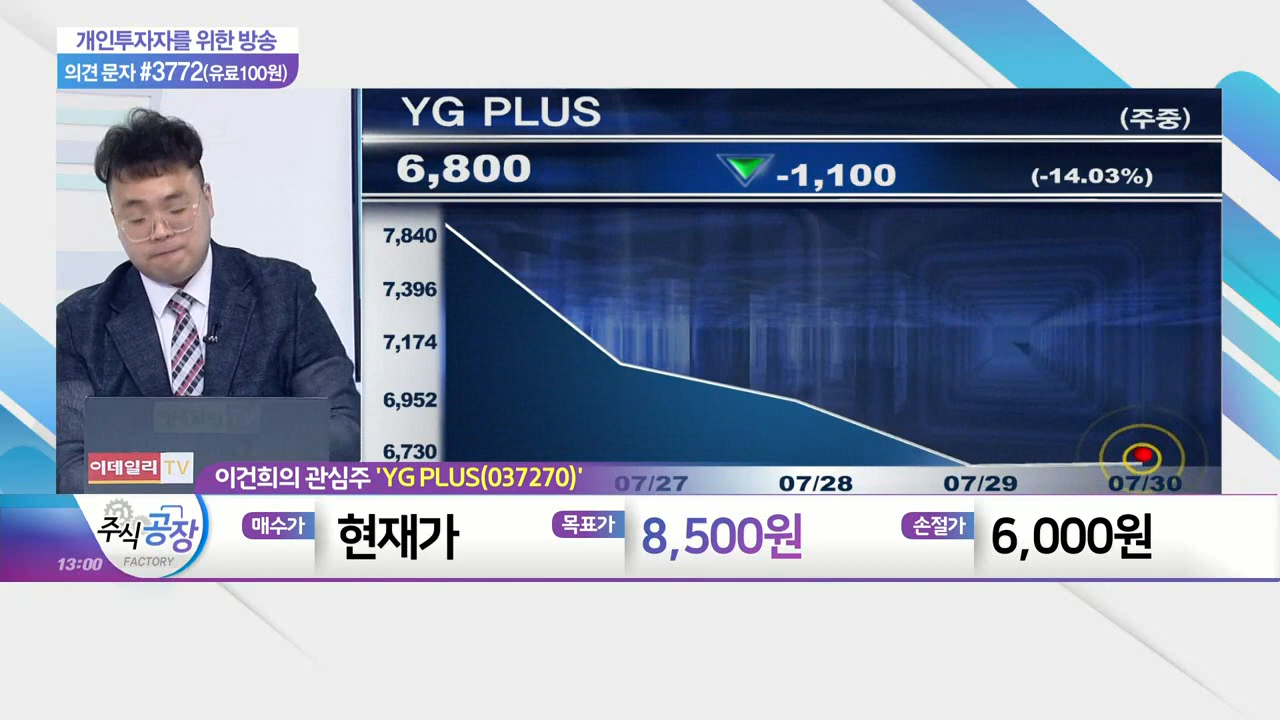 개인투자자를 위한 방송
의견 문자 #3772(유료100원)
YG PLUS
(주중)
6,800
-1,100
(-14.03%)
7,840
7,396
7,174
6,952
6,730
07/27
07/28
07/29
07/30
이데일리 TV
이건희의 관심주 'YG PLUS(037270)'
주식공장
FACTORY
13:00
매수가
현재가
목표가
8,500원
손절가
6,000원